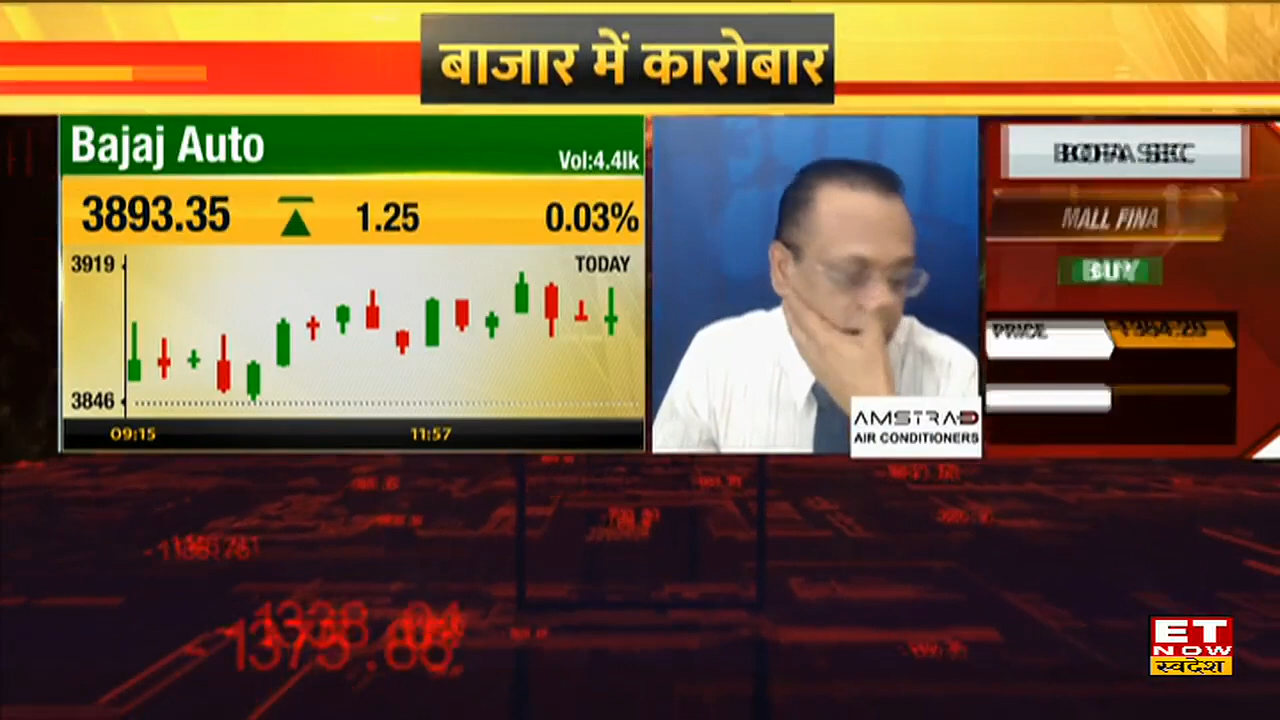 बाजार में कारोबार
Bajaj Auto
Vol:4.4lk
3893.35 1.25 0.03%
3919
TODAY
3846
09:15 11:57
AMSTRAD
AIR CONDITIONERS
BUY
PRICE
ET
NOW
स्वदेश